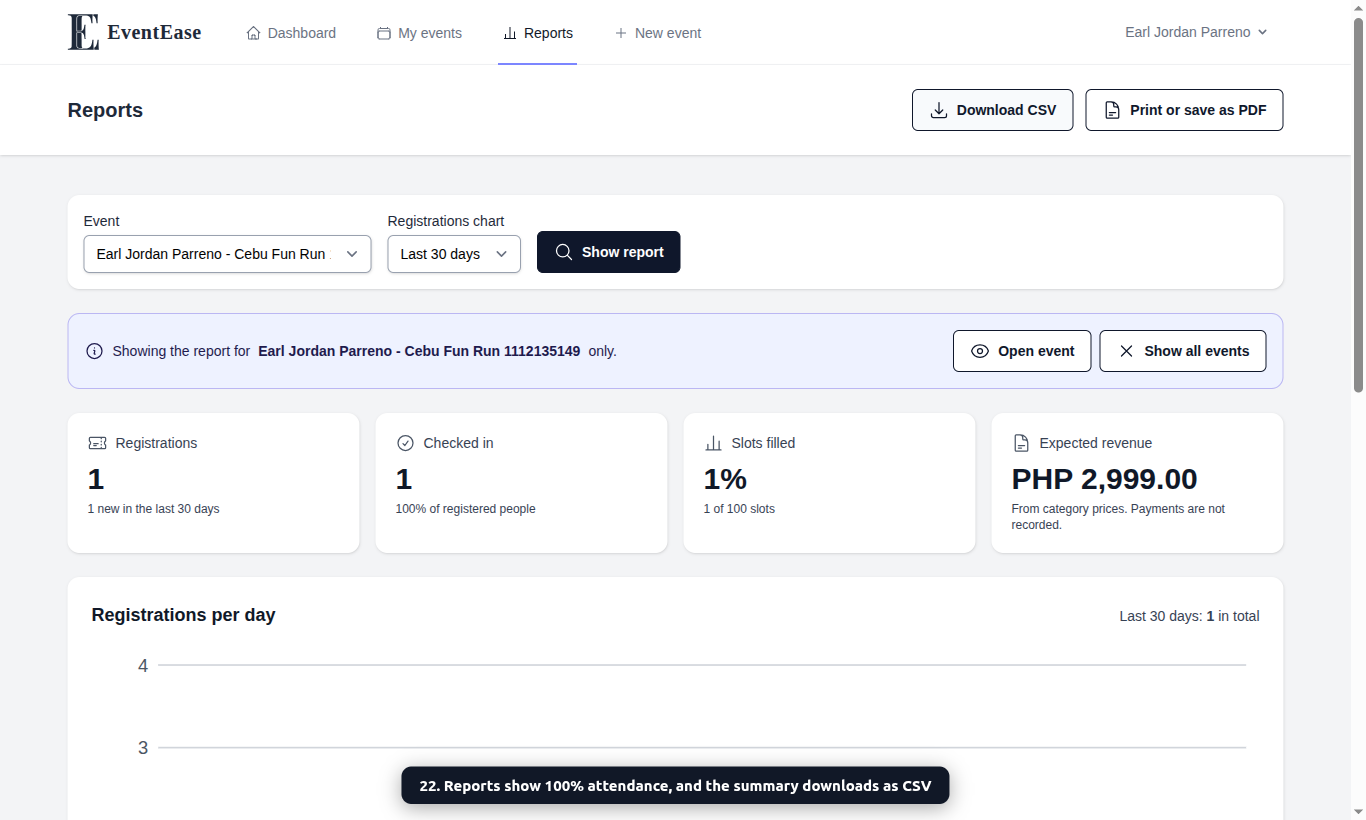 E EventEase Dashboard My events Reports New event Earl Jordan Parreno
Reports Download CSV Print or save as PDF
Event Registrations chart
Earl Jordan Parreno - Cebu Fun Run Last 30 days Show report
Showing the report for Earl Jordan Parreno - Cebu Fun Run 1112135149 only. Open event Show all events
Registrations Checked in Slots filled Expected revenue
1 1 1% PHP 2,999.00
1 new in the last 30 days 100% of registered people 1 of 100 slots From category prices. Payments are not
recorded.
Registrations per day Last 30 days: 1 in total
4
3
22. Reports show 100% attendance, and the summary downloads as CSV